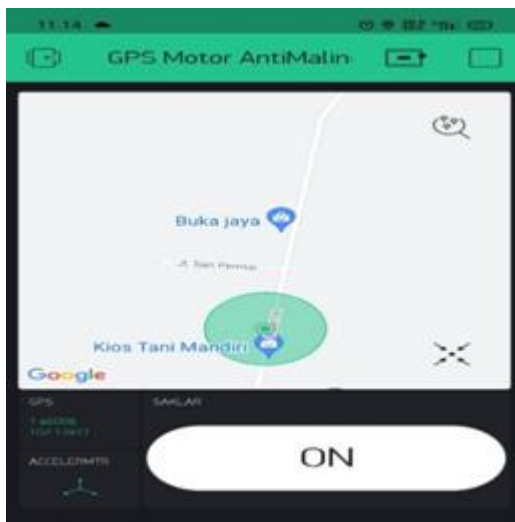 11.14
GPS Motor AntiMalin
Buka jaya
Kios Tani Mandiri
Google
GPS
SAKLAR
ACCELERMTR
ON